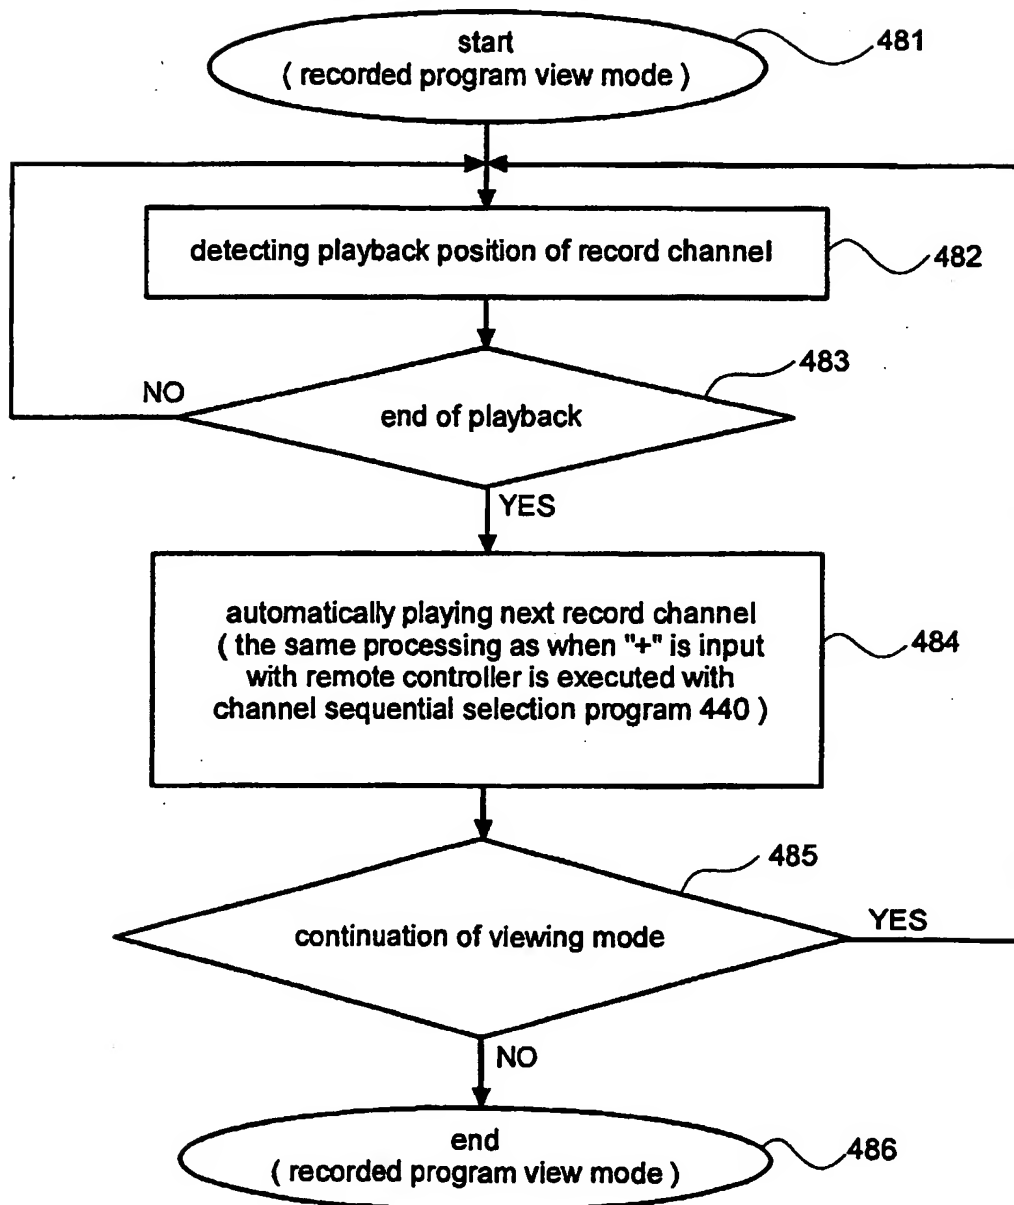 start
( recorded program view mode )
481
detecting playback position of record channel
482
483
NO
end of playback
YES
automatically playing next record channel
( the same processing as when "+" is input
with remote controller is executed with
channel sequential selection program 440 )
484
485
continuation of viewing mode
YES
NO
end
( recorded program view mode )
486